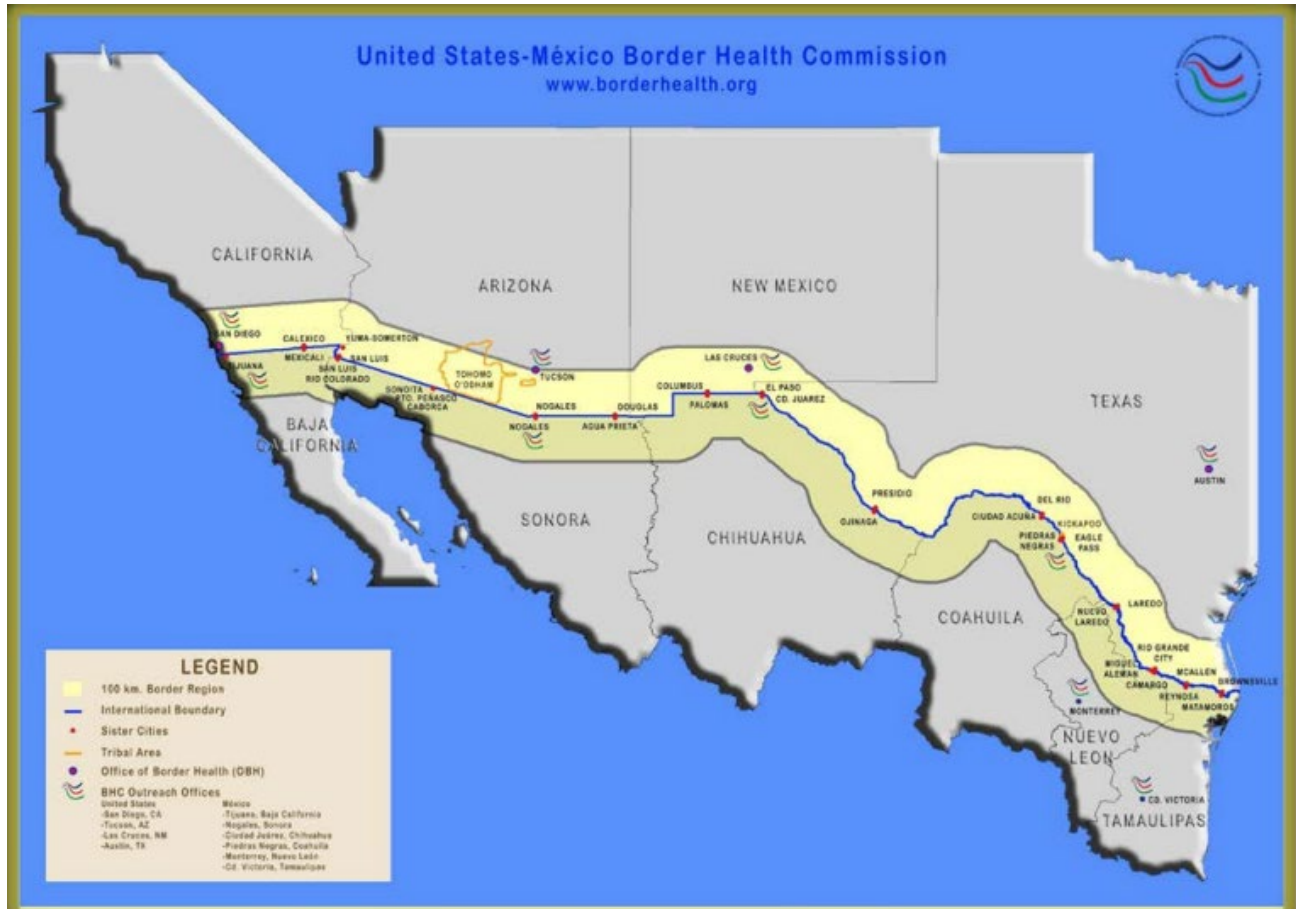 United States-México Border Health Commission
www.borderhealth.org
CALIFORNIA
ARIZONA
NEW MEXICO
TEXAS
SAN DIEGO
TIJUANA
CALEXICO
MEXICALI
YUMA-SOMERTON
SAN LUIS
SAN LUIS
RIO COLORADO
SONOITA
PTO. PEÑASCO
CABORCA
TOHOMO
O'ODHAM
TUCSON
NOGALES
NOGALES
DOUGLAS
AGUA PRIETA
LAS CRUCES
COLUMBUS
PALOMAS
EL PASO
CD. JUAREZ
BAJA
CALIFORNIA
SONORA
CHIHUAHUA
PRESIDIO
OJINAGA
AUSTIN
DEL RIO
CIUDAD ACUÑA
KICKAPOO
PIEDRAS
NEGRAS
EAGLE
PASS
COAHUILA
LAREDO
NUEVO
LAREDO
RIO GRANDE
CITY
MIGUEL
ALEMAN
CAMARGO
MCALLEN
REYNOSA
BROWNSVILLE
MATAMOROS
MONTERREY
NUEVO
LEON
CD. VICTORIA
TAMAULIPAS
LEGEND
100 km. Border Region
International Boundary
Sister Cities
Tribal Area
Office of Border Health (OBH)
BHC Outreach Offices
United States
-San Diego, CA
-Tucson, AZ
-Las Cruces, NM
-Austin, TX
México
-Tijuana, Baja California
-Nogales, Sonora
-Ciudad Juárez, Chihuahua
-Piedras Negras, Coahuila
-Monterrey, Nuevo León
-Cd. Victoria, Tamaulipas